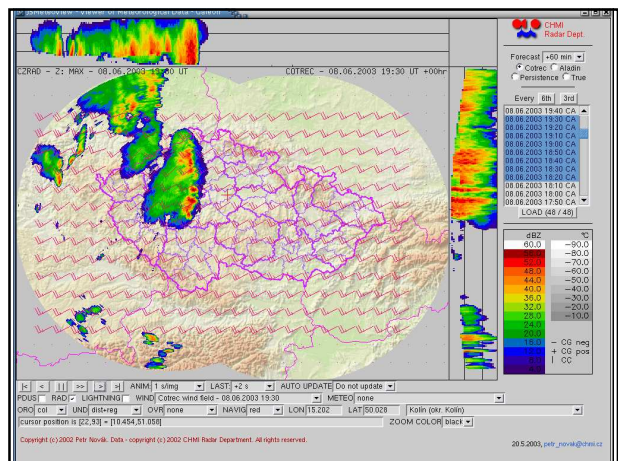 JSMeteoView - Viewer of Meteorological Data - Galeon
CHMI
Radar Dept.
CZRAD - Z: MAX - 08.06.2003 19:30 UT
COTREC - 08.06.2003 19:30 UT +00hr
Forecast +60 min
Cotrec Aladin
Persistence True
Every 6th 3rd
08.06.2003 19:40 CA
08.06.2003 19:30 CA
08.06.2003 19:20 CA
08.06.2003 19:10 CA
08.06.2003 19:00 CA
08.06.2003 18:50 CA
08.06.2003 18:40 CA
08.06.2003 18:30 CA
08.06.2003 18:20 CA
08.06.2003 18:10 CA
08.06.2003 18:00 CA
08.06.2003 17:50 CA
LOAD (48 / 48)
dBZ °C
60.0 -90.0
-80.0
52.0 -70.0
48.0 -60.0
44.0 -50.0
40.0 -40.0
36.0 -30.0
32.0 -20.0
28.0 -10.0
24.0
20.0
16.0 - CG neg
+ CG pos
| CC
|< < || >> > >| ANIM: 1 s/img LAST: +2 s AUTO UPDATE Do not update
PDUS RAD LIGHTNING WIND Cotrec wind field - 08.06.2003 19:30 METEO none
ORO col UND dist+reg OVR none NAVIG red LON 15.202 LAT 50.028 Kolín (okr. Kolín)
cursor position is [22,93] = [10.454,51.058] ZOOM COLOR black
Copyright (c) 2002 Petr Novák. Data - copyright (c) 2002 CHMI Radar Department. All rights reserved.
20.5.2003, petr_novak@chmi.cz